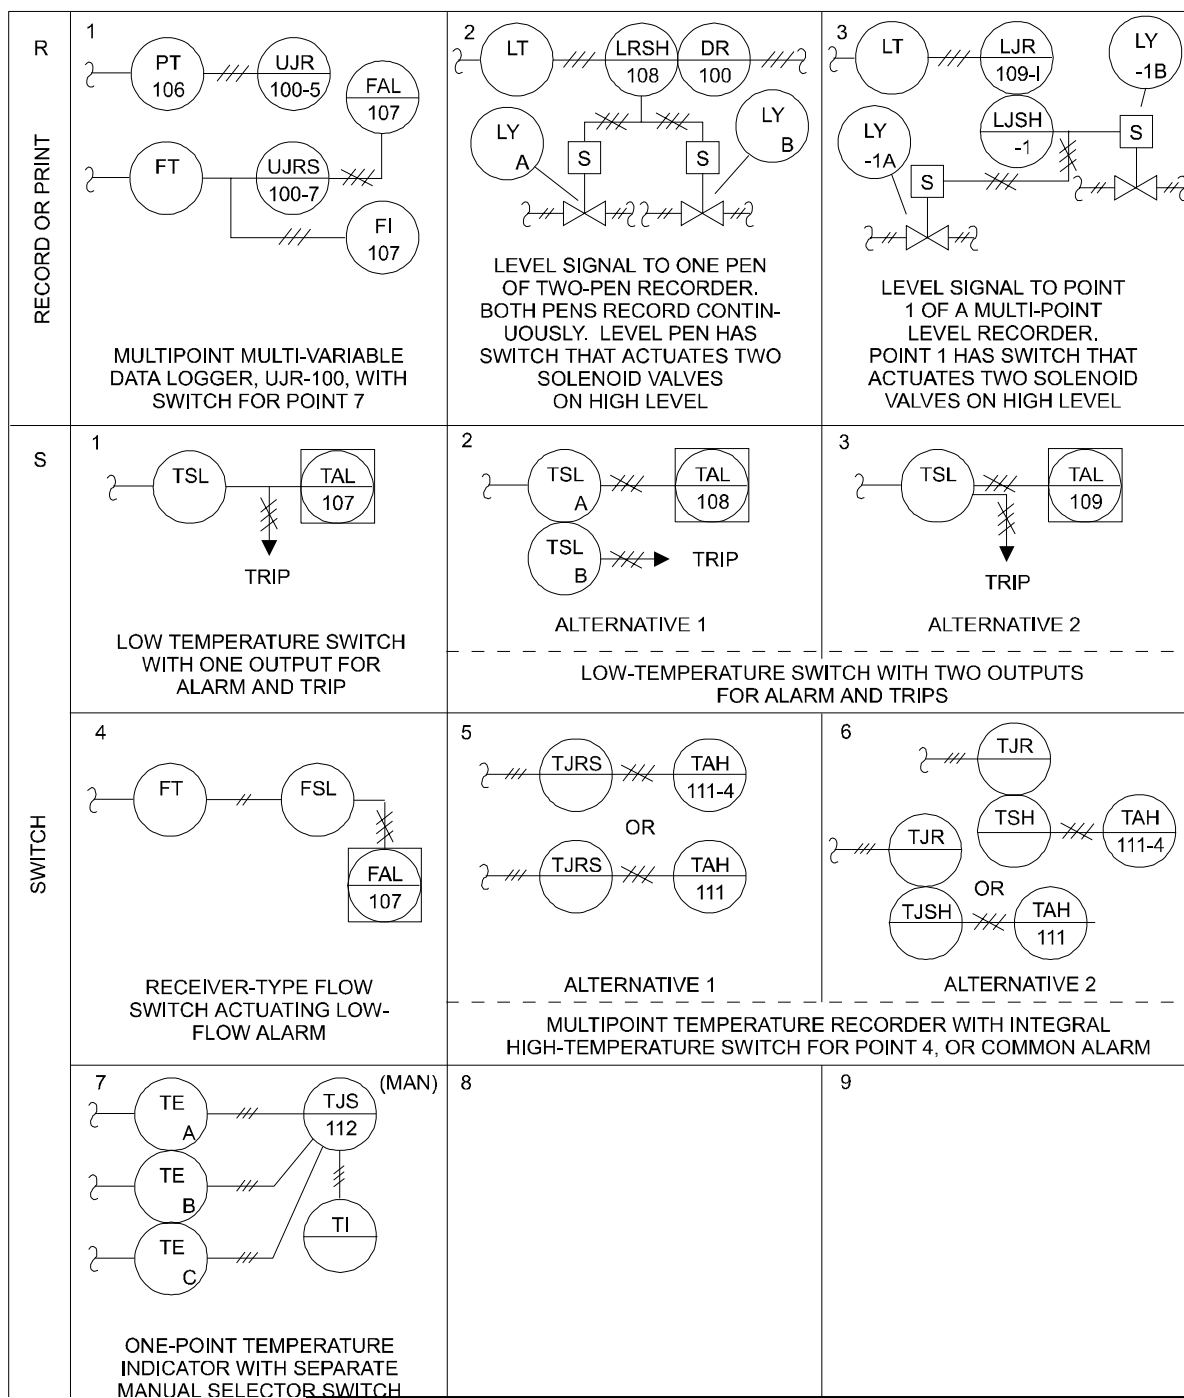 R
RECORD OR PRINT
1
PT
106
UJR
100-5
FAL
107
FT
UJRS
100-7
FI
107
MULTIPOINT MULTI-VARIABLE
DATA LOGGER, UJR-100, WITH
SWITCH FOR POINT 7
2
LT
LRSH
108
DR
100
LY
A
LY
B
S
S
LEVEL SIGNAL TO ONE PEN
OF TWO-PEN RECORDER.
BOTH PENS RECORD CONTIN-
UOUSLY. LEVEL PEN HAS
SWITCH THAT ACTUATES TWO
SOLENOID VALVES
ON HIGH LEVEL
3
LT
LJR
109-I
LY
-1B
LJSH
-1
LY
-1A
S
S
LEVEL SIGNAL TO POINT
1 OF A MULTI-POINT
LEVEL RECORDER.
POINT 1 HAS SWITCH THAT
ACTUATES TWO SOLENOID
VALVES ON HIGH LEVEL
S
SWITCH
1
TSL
TAL
107
TRIP
LOW TEMPERATURE SWITCH
WITH ONE OUTPUT FOR
ALARM AND TRIP
2
TSL
A
TAL
108
TSL
B
TRIP
ALTERNATIVE 1
3
TSL
TAL
109
TRIP
ALTERNATIVE 2
LOW-TEMPERATURE SWITCH WITH TWO OUTPUTS
FOR ALARM AND TRIPS
4
FT
FSL
FAL
107
RECEIVER-TYPE FLOW
SWITCH ACTUATING LOW-
FLOW ALARM
5
TJRS
TAH
111-4
OR
TJRS
TAH
111
ALTERNATIVE 1
6
TJR
TSH
TAH
111-4
TJR
OR
TJSH
TAH
111
ALTERNATIVE 2
MULTIPOINT TEMPERATURE RECORDER WITH INTEGRAL
HIGH-TEMPERATURE SWITCH FOR POINT 4, OR COMMON ALARM
7
(MAN)
TE
A
TJS
112
TE
B
TI
TE
C
ONE-POINT TEMPERATURE
INDICATOR WITH SEPARATE
MANUAL SELECTOR SWITCH
8
9